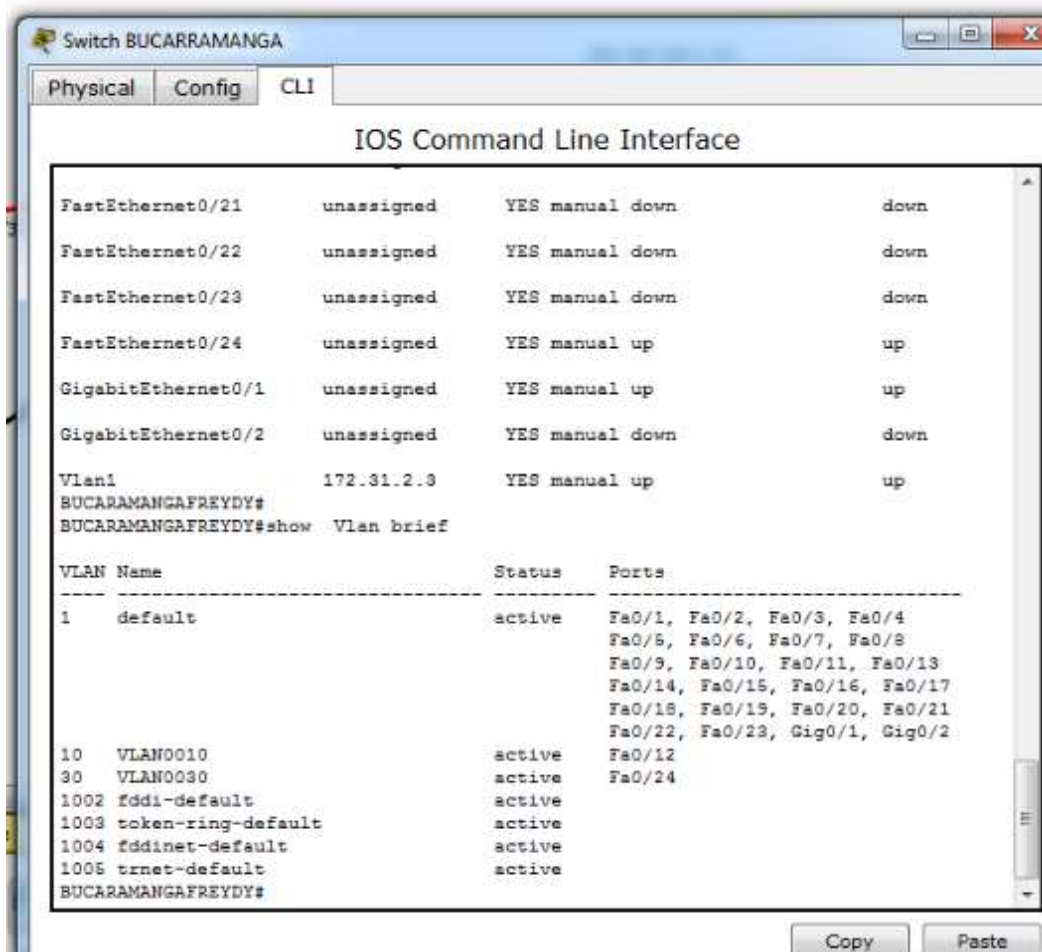 Switch BUCARRAMANGA
Physical Config CLI
IOS Command Line Interface
FastEthernet0/21 unassigned YES manual down down
FastEthernet0/22 unassigned YES manual down down
FastEthernet0/23 unassigned YES manual down down
FastEthernet0/24 unassigned YES manual up up
GigabitEthernet0/1 unassigned YES manual up up
GigabitEthernet0/2 unassigned YES manual down down
Vlan1 172.31.2.3 YES manual up up
BUCARAMANGAFREYDY#
BUCARAMANGAFREYDY#show Vlan brief
VLAN Name Status Ports
---- -------------------------------- --------- -------------------------------
1 default active Fa0/1, Fa0/2, Fa0/3, Fa0/4
Fa0/5, Fa0/6, Fa0/7, Fa0/8
Fa0/9, Fa0/10, Fa0/11, Fa0/13
Fa0/14, Fa0/15, Fa0/16, Fa0/17
Fa0/18, Fa0/19, Fa0/20, Fa0/21
Fa0/22, Fa0/23, Gig0/1, Gig0/2
10 VLAN0010 active Fa0/12
30 VLAN0030 active Fa0/24
1002 fddi-default active
1003 token-ring-default active
1004 fddinet-default active
1005 trnet-default active
BUCARAMANGAFREYDY#
Copy Paste